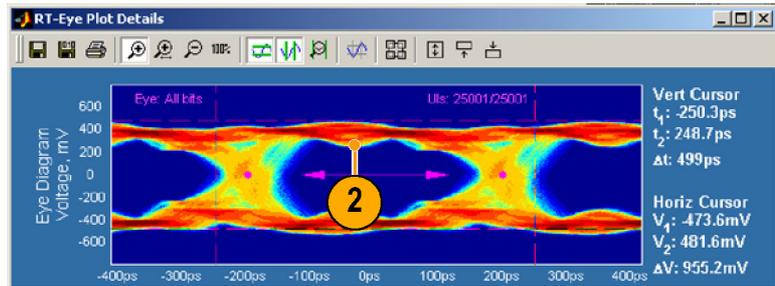 RT-Eye Plot Details
100%
Eye: All bits
UIs: 25001/25001
Eye Diagram
Voltage, mV
600
400
200
0
-200
-400
-600
-400ps -300ps -200ps -100ps 0ps 100ps 200ps 300ps 400ps
2
Vert Cursor
t1: -250.3ps
t2: 248.7ps
Δt: 499ps
Horiz Cursor
V1: -473.6mV
V2: 481.6mV
ΔV: 955.2mV